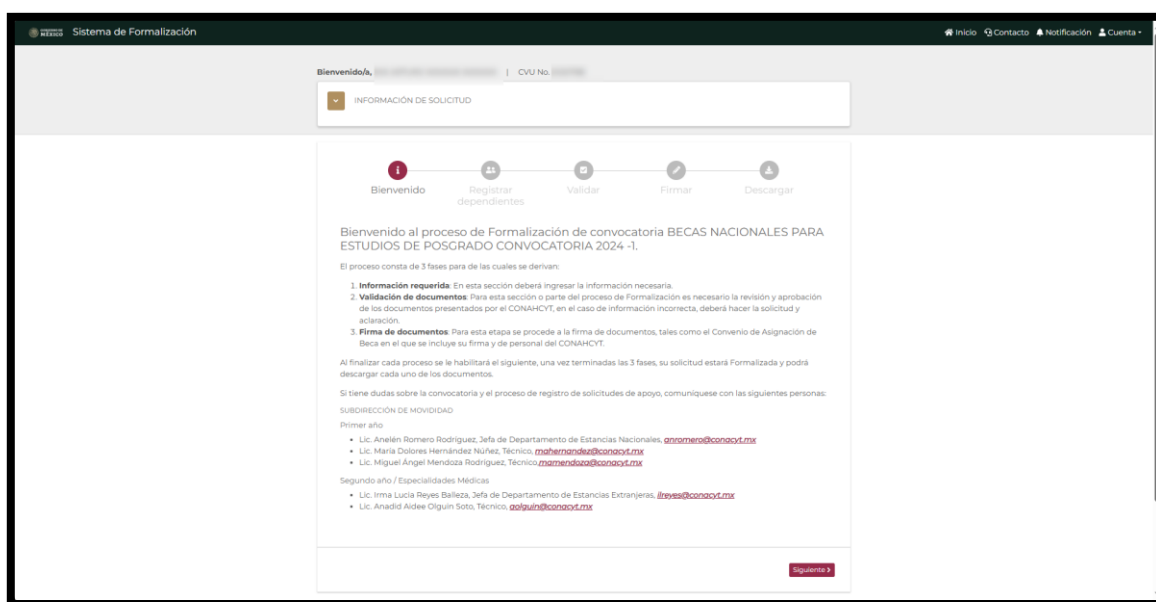 GOBIERNO DE MÉXICO Sistema de Formalización Inicio Contacto Notificación Cuenta
Bienvenido/a, | CVU No.
INFORMACIÓN DE SOLICITUD
Bienvenido Registrar dependientes Validar Firmar Descargar
Bienvenido al proceso de Formalización de convocatoria BECAS NACIONALES PARA
ESTUDIOS DE POSGRADO CONVOCATORIA 2024 -1.
El proceso consta de 3 fases para de las cuales se derivan:
1. Información requerida: En esta sección deberá ingresar la información necesaria.
2. Validación de documentos: Para esta sección o parte del proceso de Formalización es necesario la revisión y aprobación
de los documentos presentados por el CONAHCYT, en el caso de información incorrecta, deberá hacer la solicitud y
aclaración.
3. Firma de documentos: Para esta etapa se procede a la firma de documentos, tales como el Convenio de Asignación de
Beca en el que se incluye su firma y de personal del CONAHCYT.
Al finalizar cada proceso se le habilitará el siguiente, una vez terminadas las 3 fases, su solicitud estará Formalizada y podrá
descargar cada uno de los documentos.
Si tiene dudas sobre la convocatoria y el proceso de registro de solicitudes de apoyo, comuniquese con las siguientes personas:
SUBDIRECCIÓN DE MOVIDIDAD
Primer año
• Lic. Anelén Romero Rodríguez, Jefa de Departamento de Estancias Nacionales, anromero@conacyt.mx
• Lic. María Dolores Hernández Núñez, Técnico, mahernandez@conacyt.mx
• Lic. Miguel Ángel Mendoza Rodríguez, Técnico,mamendoza@conacyt.mx
Segundo año / Especialidades Médicas
• Lic. Irma Lucía Reyes Balleza, Jefa de Departamento de Estancias Extranjeras, ilreyes@conacyt.mx
• Lic. Anadid Aidee Olguin Soto, Técnico, aolguin@conacyt.mx
Siguiente